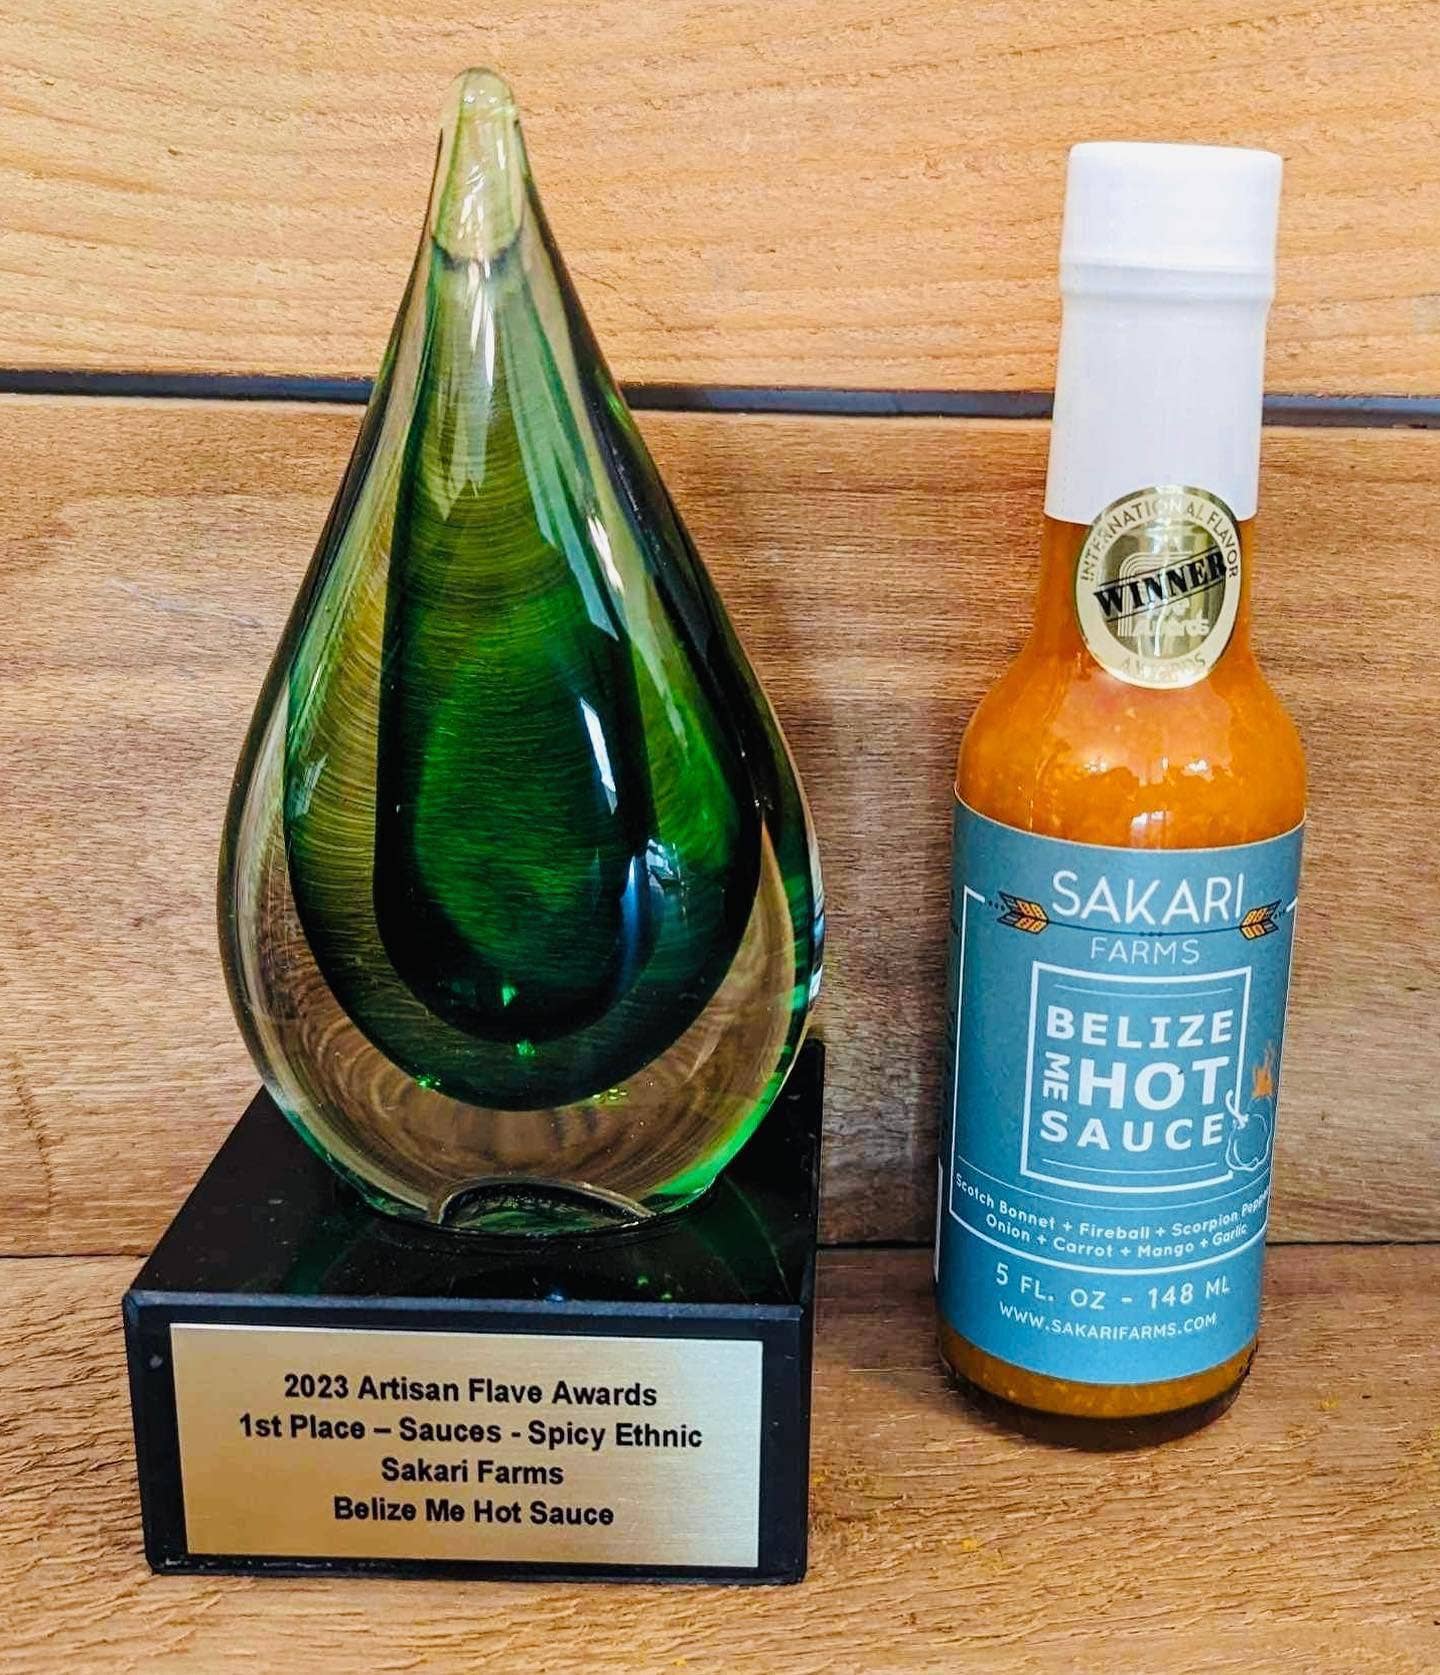 2023 Artisan Flave Awards
1st Place – Sauces - Spicy Ethnic
Sakari Farms
Belize Me Hot Sauce
INTERNATIONAL FLAVOR
WINNER
Awards
AWARDS
SAKARI
FARMS
BELIZE
ME HOT
SAUCE
Scotch Bonnet + Fireball + Scorpion Pepper
Onion + Carrot + Mango + Garlic
5 FL. OZ - 148 ML
WWW.SAKARIFARMS.COM